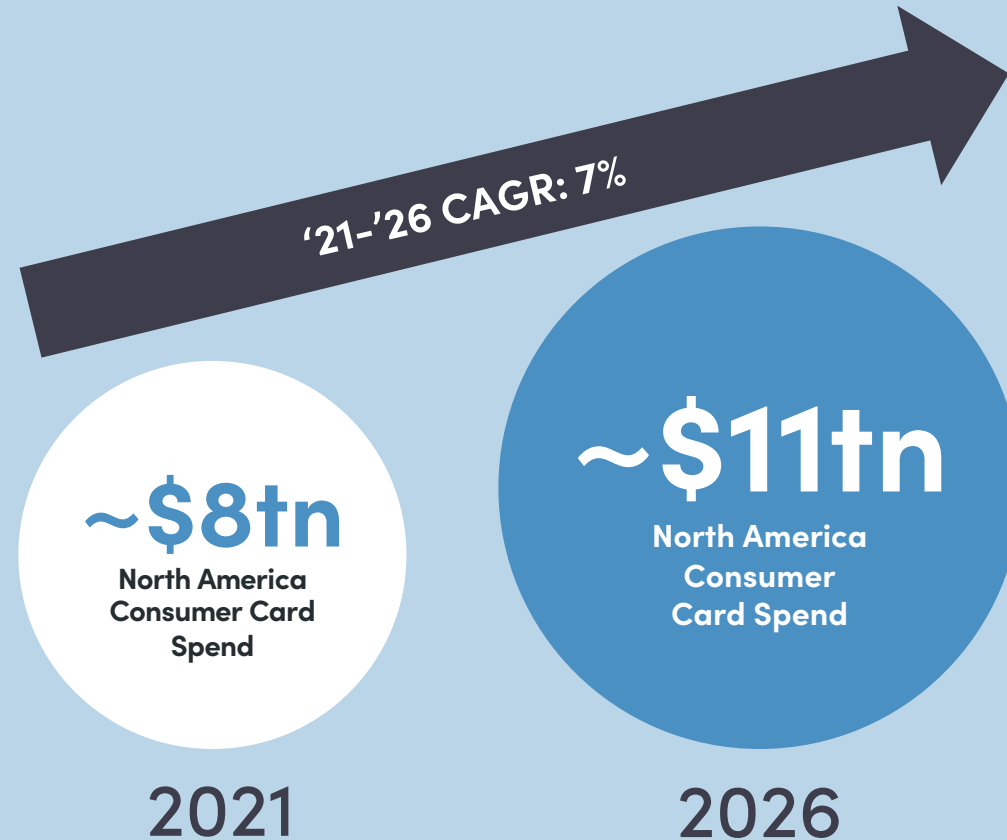 ‘21-’26 CAGR: 7%
~$8tn
North America
Consumer Card
Spend
2021
~$11tn
North America
Consumer
Card Spend
2026